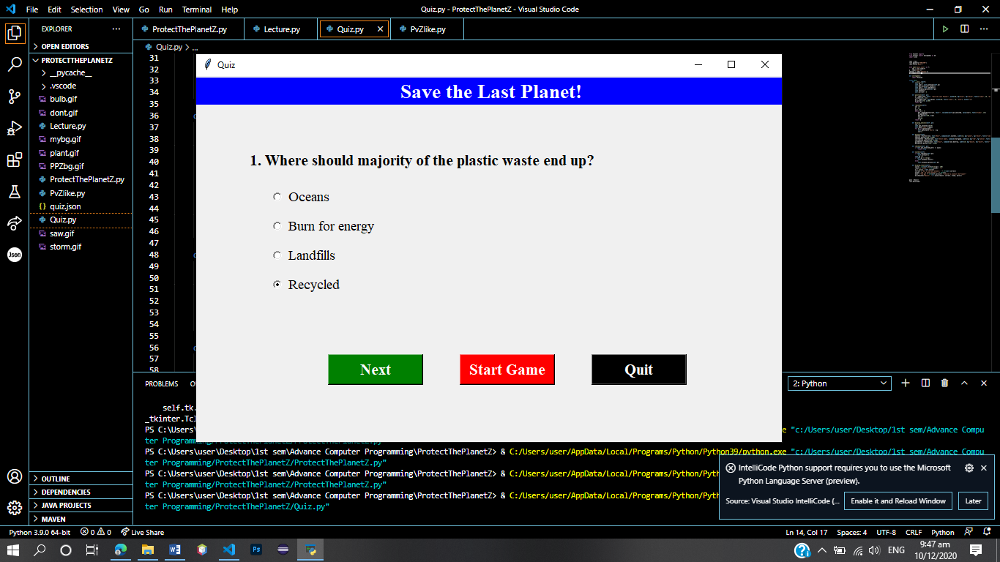 File Edit Selection View Go Run Terminal Help
Quiz.py - ProtectThePlanetZ - Visual Studio Code
EXPLORER
ProtectThePlanetZ.py
Lecture.py
Quiz.py
PvZlike.py
OPEN EDITORS
PROTECTTHEPLANETZ
__pycache__
.vscode
bulb.gif
dont.gif
Lecture.py
mybg.gif
plant.gif
PPZbg.gif
ProtectThePlanetZ.py
PvZlike.py
{} quiz.json
Quiz.py
saw.gif
storm.gif
Json
OUTLINE
DEPENDENCIES
JAVA PROJECTS
MAVEN
Quiz.py > ...
31
32
33
34
35
36
37
38
39
40
41
42
43
44
45
46
47
48
49
50
51
52
53
54
55
56
57
58
Quiz
Save the Last Planet!
1. Where should majority of the plastic waste end up?
Oceans
Burn for energy
Landfills
Recycled
Next
Start Game
Quit
PROBLEMS
2: Python
self.tk.
_tkinter.Tcl
PS C:\Users\ e "c:/Users/user/Desktop/1st sem/Advance Compu
ter Programming/ProtectThePlanetZ/ProtectThePlanetZ.py"
PS C:\Users\user\Desktop\1st sem\Advance Computer Programming\ProtectThePlanetZ> & C:/Users/user/AppData/Local/Programs/Python/Python39/python.exe "c:/Users/user/Desktop/1st sem/Advance Compu
ter Programming/ProtectThePlanetZ/ProtectThePlanetZ.py"
PS C:\Users\user\Desktop\1st sem\Advance Computer Programming\ProtectThePlanetZ> & C:/Users/user/AppData/Local/Programs/Python/Pyth
ter Programming/ProtectThePlanetZ/ProtectThePlanetZ.py"
PS C:\Users\user\Desktop\1st sem\Advance Computer Programming\ProtectThePlanetZ> & C:/Users/user/AppData/Local/Programs/Python/Pyth
ter Programming/ProtectThePlanetZ/Quiz.py"
IntelliCode Python support requires you to use the Microsoft
Python Language Server (preview).
Source: Visual Studio IntelliCode (...
Enable it and Reload Window
Later
Python 3.9.0 64-bit
0 0
Live Share
Ln 14, Col 17
Spaces: 4
UTF-8
CRLF
Python
W
Ps
ENG
9:47 am
10/12/2020